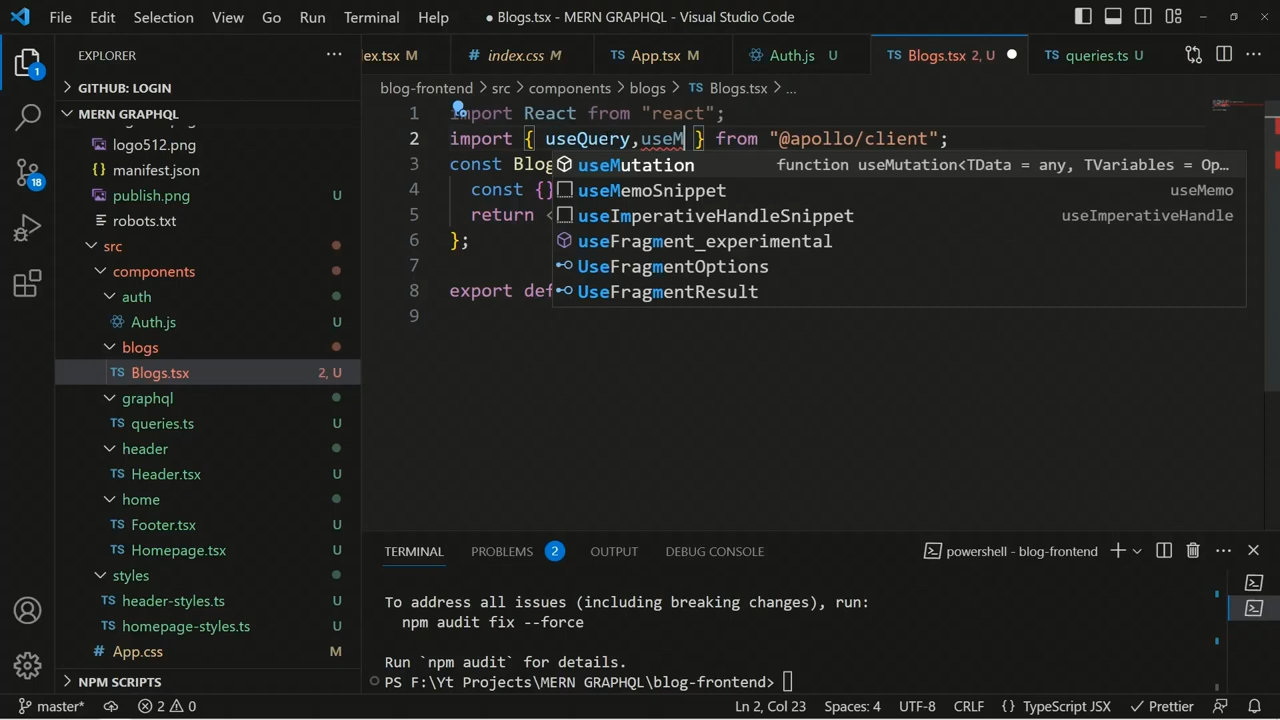 File Edit Selection View Go Run Terminal Help
● Blogs.tsx - MERN GRAPHQL - Visual Studio Code
EXPLORER
ex.tsx M
# index.css M
TS App.tsx M
Auth.js U
TS Blogs.tsx 2, U
TS queries.ts U
GITHUB: LOGIN
blog-frontend > src > components > blogs > TS Blogs.tsx > ...
MERN GRAPHQL
logo512.png
manifest.json
publish.png U
robots.txt
src
components
auth
Auth.js U
blogs
TS Blogs.tsx 2, U
graphql
TS queries.ts U
header
TS Header.tsx U
home
TS Footer.tsx U
TS Homepage.tsx U
styles
TS header-styles.ts U
TS homepage-styles.ts U
# App.css M
NPM SCRIPTS
1 import React from "react";
2 import { useQuery,useM } from "@apollo/client";
3 const Blo
4 const {}
5 return <
6 };
7
8 export def
9
useMutation function useMutation<TData = any, TVariables = Op...
useMemoSnippet useMemo
useImperativeHandleSnippet useImperativeHandle
useFragment_experimental
UseFragmentOptions
UseFragmentResult
TERMINAL PROBLEMS 2 OUTPUT DEBUG CONSOLE
powershell - blog-frontend
To address all issues (including breaking changes), run:
npm audit fix --force
Run `npm audit` for details.
PS F:\Yt Projects\MERN GRAPHQL\blog-frontend>
1
18
master* 2 0
Ln 2, Col 23 Spaces: 4 UTF-8 CRLF { } TypeScript JSX Prettier